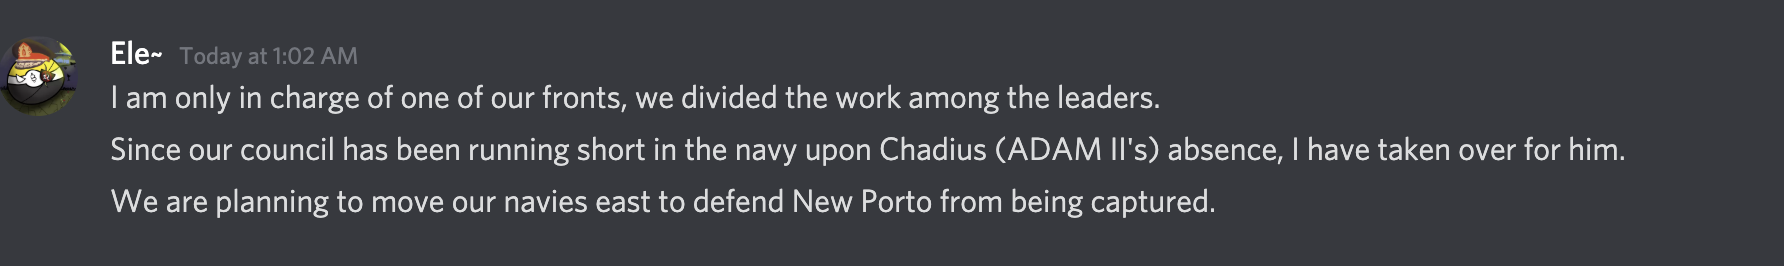 Ele~ Today at 1:02 AM
I am only in charge of one of our fronts, we divided the work among the leaders.
Since our council has been running short in the navy upon Chadius (ADAM II's) absence, I have taken over for him.
We are planning to move our navies east to defend New Porto from being captured.